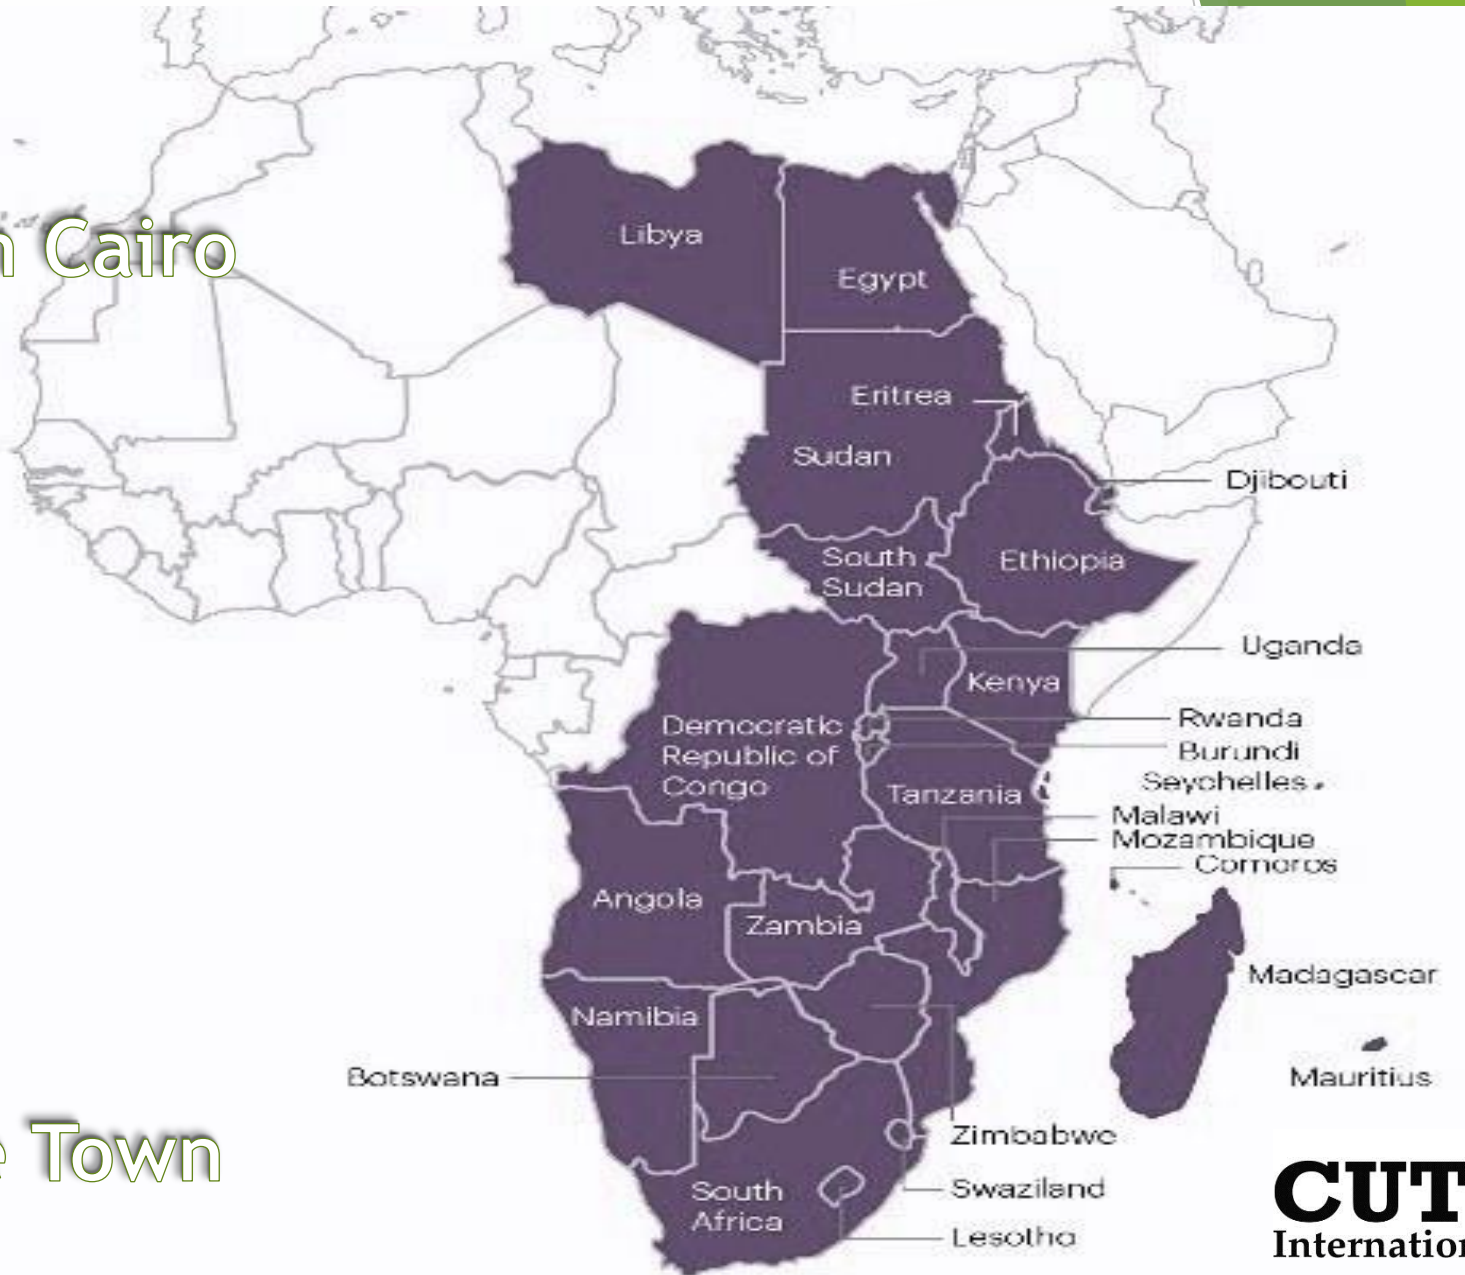 n Cairo
Libya
Egypt
Eritrea
Sudan
Djibouti
South
Sudan
Ethiopia
Uganda
Kenya
Rwanda
Democratic
Republic of
Congo
Burundi
Seychelles
Tanzania
Malawi
Mozambique
Comoros
Angola
Zambia
Madagascar
Namibia
Botswana
Mauritius
e Town
Zimbabwe
South
Africa
Swaziland
Lesotho
CUT
Internation